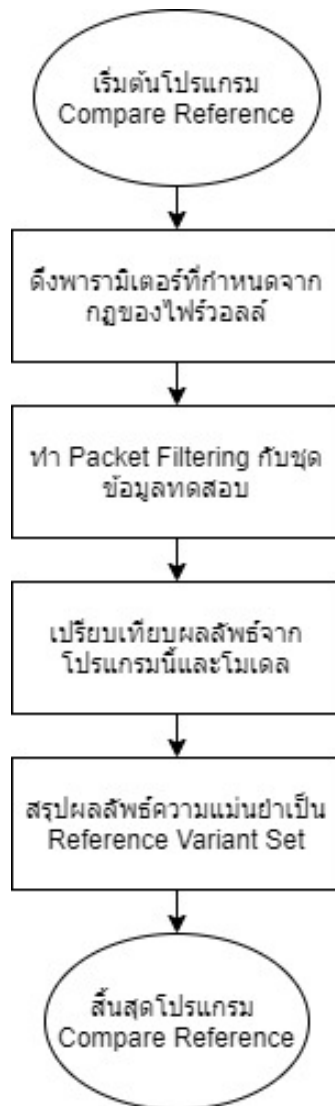 เริ่มต้นโปรแกรม
Compare Reference
ดึงพารามิเตอร์ที่กำหนดจาก
กฏของไฟร์วอลล์
ทำ Packet Filtering กับชุด
ข้อมูลทดสอบ
เปรียบเทียบผลลัพธ์จาก
โปรแกรมนี้และโมเดล
สรุปผลลัพธ์ความแม่นยำเป็น
Reference Variant Set
สิ้นสุดโปรแกรม
Compare Reference